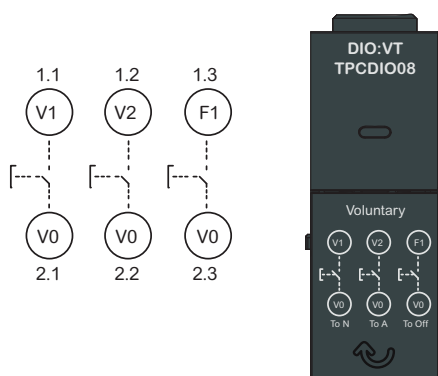 1.1 1.2 1.3
V1 V2 F1
V0 V0 V0
2.1 2.2 2.3
DIO:VT
TPCDIO08
Voluntary
V1 V2 F1
V0 V0 V0
To N To A To Off